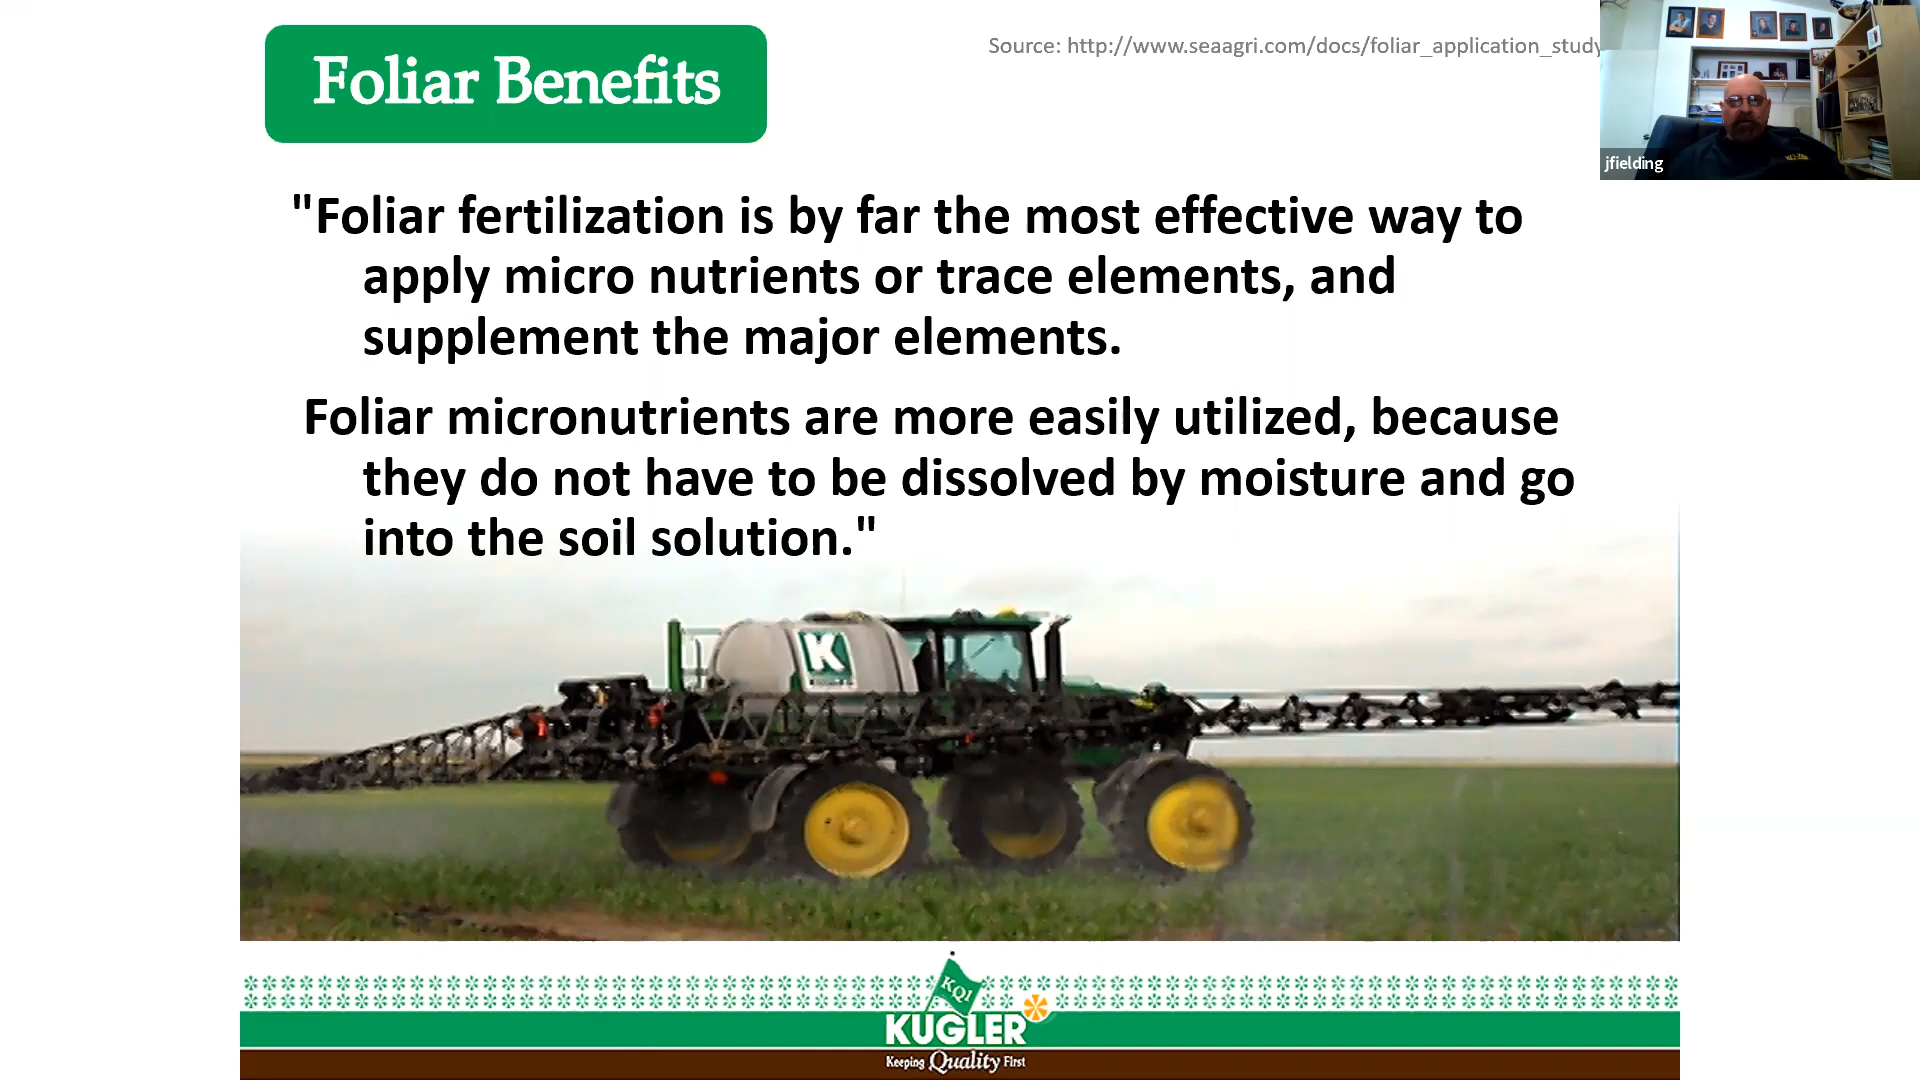 Foliar Benefits
Source: http://www.seaagri.com/docs/foliar_application_study
jfielding
"Foliar fertilization is by far the most effective way to
apply micro nutrients or trace elements, and
supplement the major elements.
Foliar micronutrients are more easily utilized, because
they do not have to be dissolved by moisture and go
into the soil solution."
K
KQ1
KUGLER
Keeping Quality First